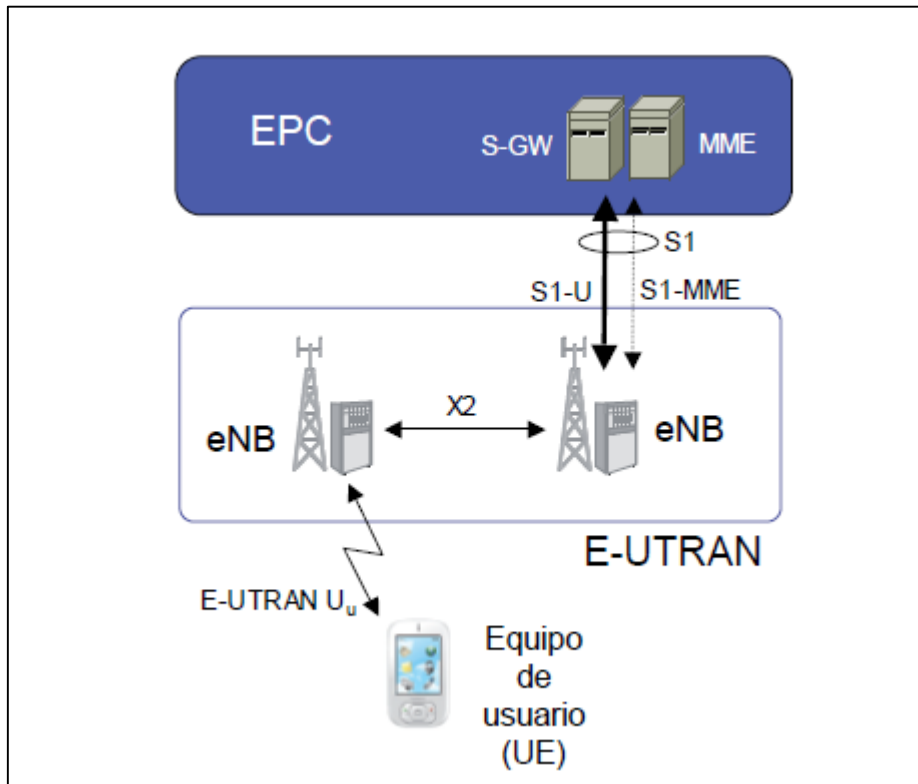 EPC
S-GW
MME
S1
S1-U
S1-MME
X2
eNB
eNB
E-UTRAN
E-UTRAN Uu
Equipo
de
usuario
(UE)